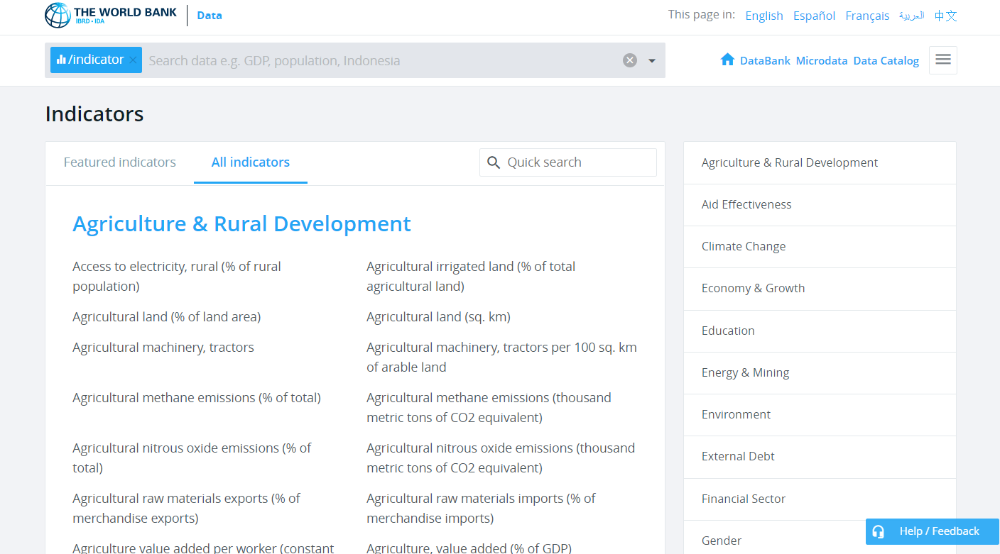 THE WORLD BANK
IBRD • IDA
Data
This page in: English Español Français العربية 中文
/indicator × Search data e.g. GDP, population, Indonesia
DataBank Microdata Data Catalog
Indicators
Featured indicators
All indicators
Quick search
Agriculture & Rural Development
Access to electricity, rural (% of rural
population)
Agricultural irrigated land (% of total
agricultural land)
Agricultural land (% of land area)
Agricultural land (sq. km)
Agricultural machinery, tractors
Agricultural machinery, tractors per 100 sq. km
of arable land
Agricultural methane emissions (% of total)
Agricultural methane emissions (thousand
metric tons of CO2 equivalent)
Agricultural nitrous oxide emissions (% of
total)
Agricultural nitrous oxide emissions (thousand
metric tons of CO2 equivalent)
Agricultural raw materials exports (% of
merchandise exports)
Agricultural raw materials imports (% of
merchandise imports)
Agriculture value added per worker (constant
Agriculture, value added (% of GDP)
Agriculture & Rural Development
Aid Effectiveness
Climate Change
Economy & Growth
Education
Energy & Mining
Environment
External Debt
Financial Sector
Gender
Help / Feedback